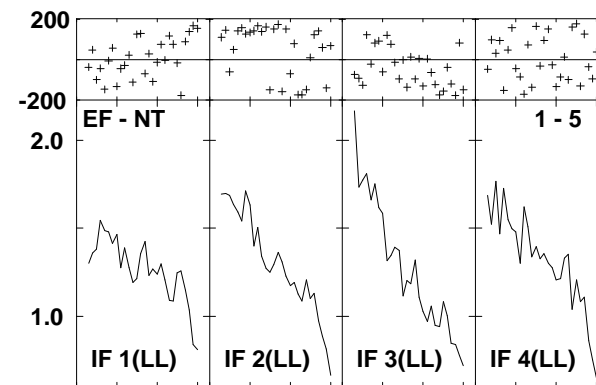 200
-200
EF - NT 1 - 5
2.0
1.0
IF 1(LL) IF 2(LL) IF 3(LL) IF 4(LL)